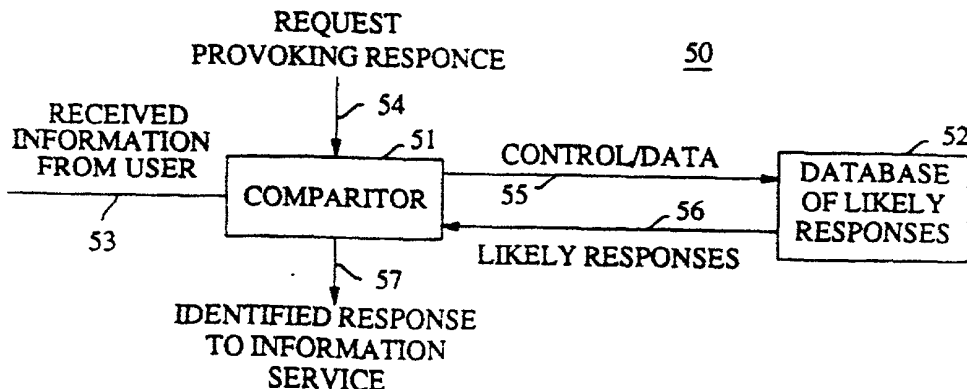 REQUEST
PROVOKING RESPONCE
50
54
RECEIVED
INFORMATION
FROM USER
51
52
COMPARITOR
CONTROL/DATA
55
DATABASE
OF LIKELY
RESPONSES
53
56
LIKELY RESPONSES
57
IDENTIFIED RESPONSE
TO INFORMATION
SERVICE